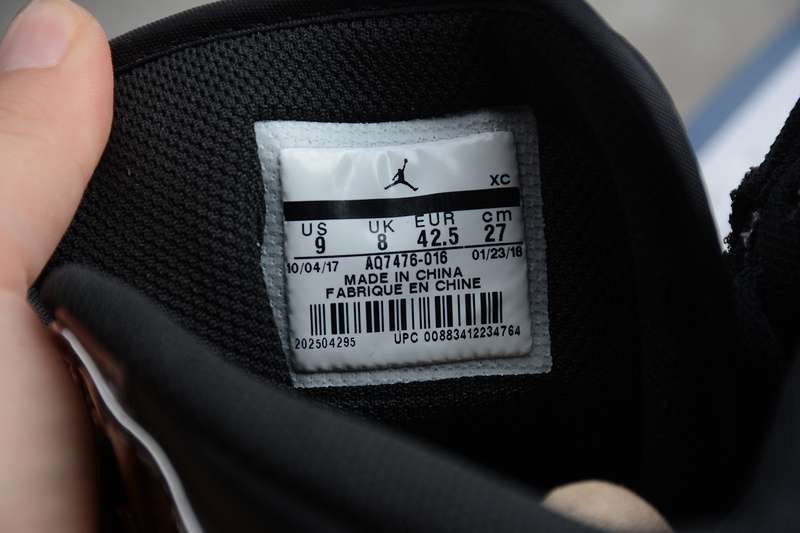 XC
US UK EUR cm
9 8 42.5 27
10/04/17 AQ7476-016 01/23/18
MADE IN CHINA
FABRIQUE EN CHINE
202504295 UPC 00883412234764